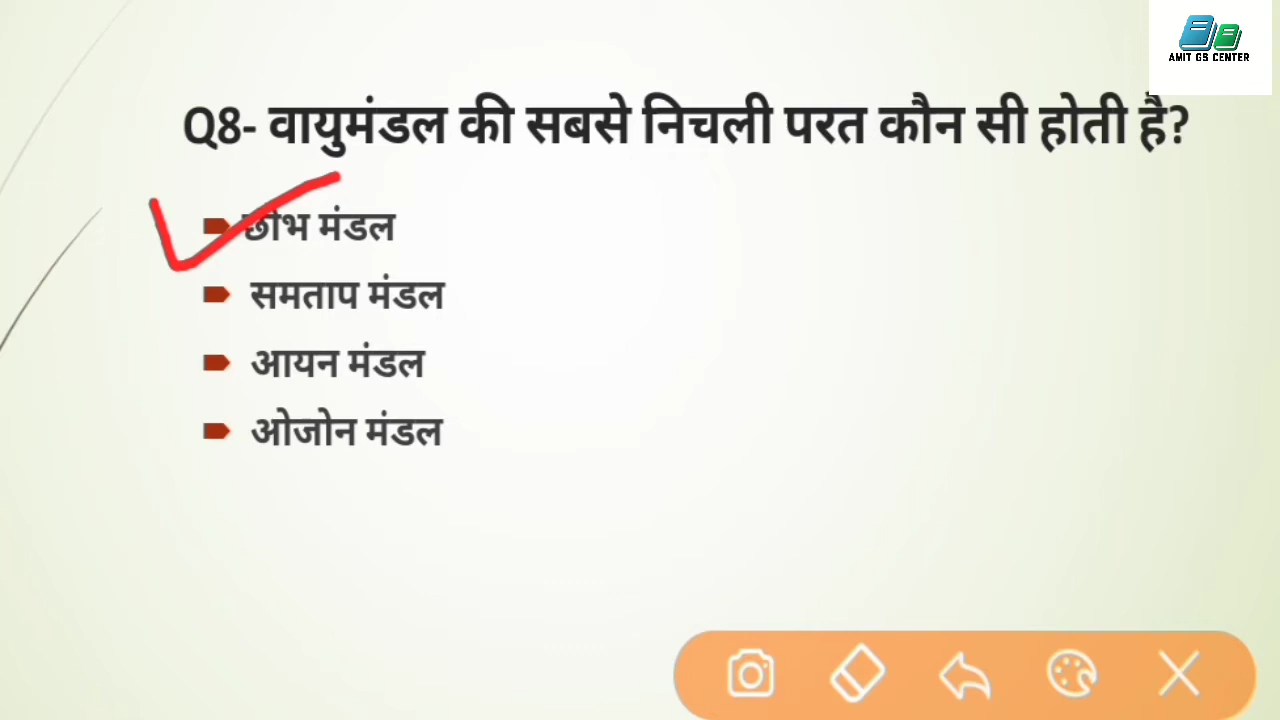 AMIT GS CENTER
Q8- वायुमंडल की सबसे निचली परत कौन सी होती है?
छोभ मंडल
समताप मंडल
आयन मंडल
ओजोन मंडल